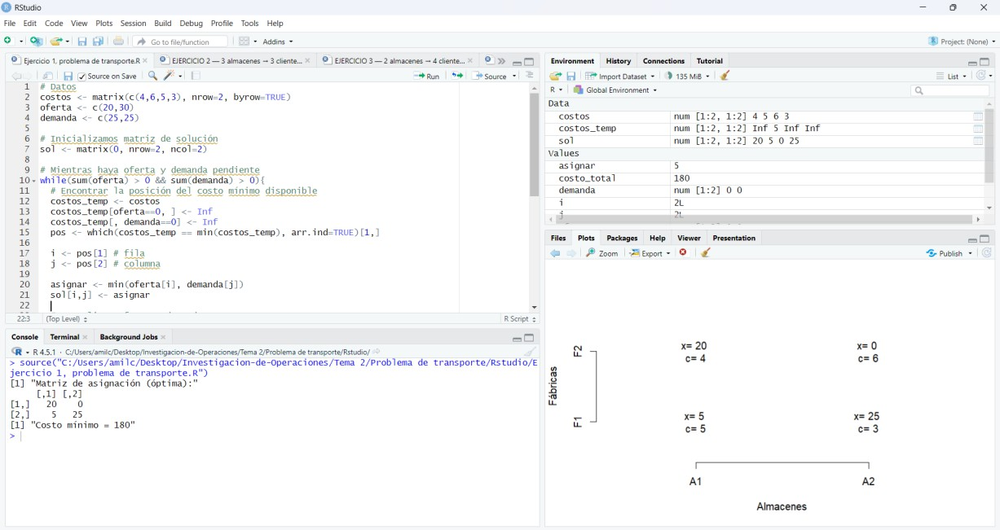 RStudio
File Edit Code View Plots Session Build Debug Profile Tools Help
Go to file/function Addins Project: (None)
Ejercicio 1, problema de transporte.R EJERCICIO 2 — 3 almacenes → 3 cliente... EJERCICIO 3 — 2 almacenes → 4 cliente...
Source on Save Run Source
1 # Datos
2 costos <- matrix(c(4,6,5,3), nrow=2, byrow=TRUE)
3 oferta <- c(20,30)
4 demanda <- c(25,25)
5
6 # Inicializamos matriz de solución
7 sol <- matrix(0, nrow=2, ncol=2)
8
9 # Mientras haya oferta y demanda pendiente
10 while(sum(oferta) > 0 && sum(demanda) > 0){
11 # Encontrar la posición del costo mínimo disponible
12 costos_temp <- costos
13 costos_temp[oferta==0, ] <- Inf
14 costos_temp[, demanda==0] <- Inf
15 pos <- which(costos_temp == min(costos_temp), arr.ind=TRUE)[1,]
16
17 i <- pos[1] # fila
18 j <- pos[2] # columna
19
20 asignar <- min(oferta[i], demanda[j])
21 sol[i,j] <- asignar
22
22:3 (Top Level) R Script
Console Terminal Background Jobs
R 4.5.1 · C:/Users/amilc/Desktop/Investigacion-de-Operaciones/Tema 2/Problema de transporte/Rstudio/
> source("C:/Users/amilc/Desktop/Investigacion-de-Operaciones/Tema 2/Problema de transporte/Rstudio/E
jercicio 1, problema de transporte.R")
[1] "Matriz de asignación (óptima):"
[,1] [,2]
[1,] 20 0
[2,] 5 25
[1] "Costo mínimo = 180"
>
Environment History Connections Tutorial
Import Dataset 135 MiB List
R Global Environment
Data
costos num [1:2, 1:2] 4 5 6 3
costos_temp num [1:2, 1:2] Inf 5 Inf Inf
sol num [1:2, 1:2] 20 5 0 25
Values
asignar 5
costo_total 180
demanda num [1:2] 0 0
i 2L
j 2L
Files Plots Packages Help Viewer Presentation
Zoom Export Publish
Fábricas
F2
x= 20 x= 0
c= 4 c= 6
F1
x= 5 x= 25
c= 5 c= 3
A1 A2
Almacenes